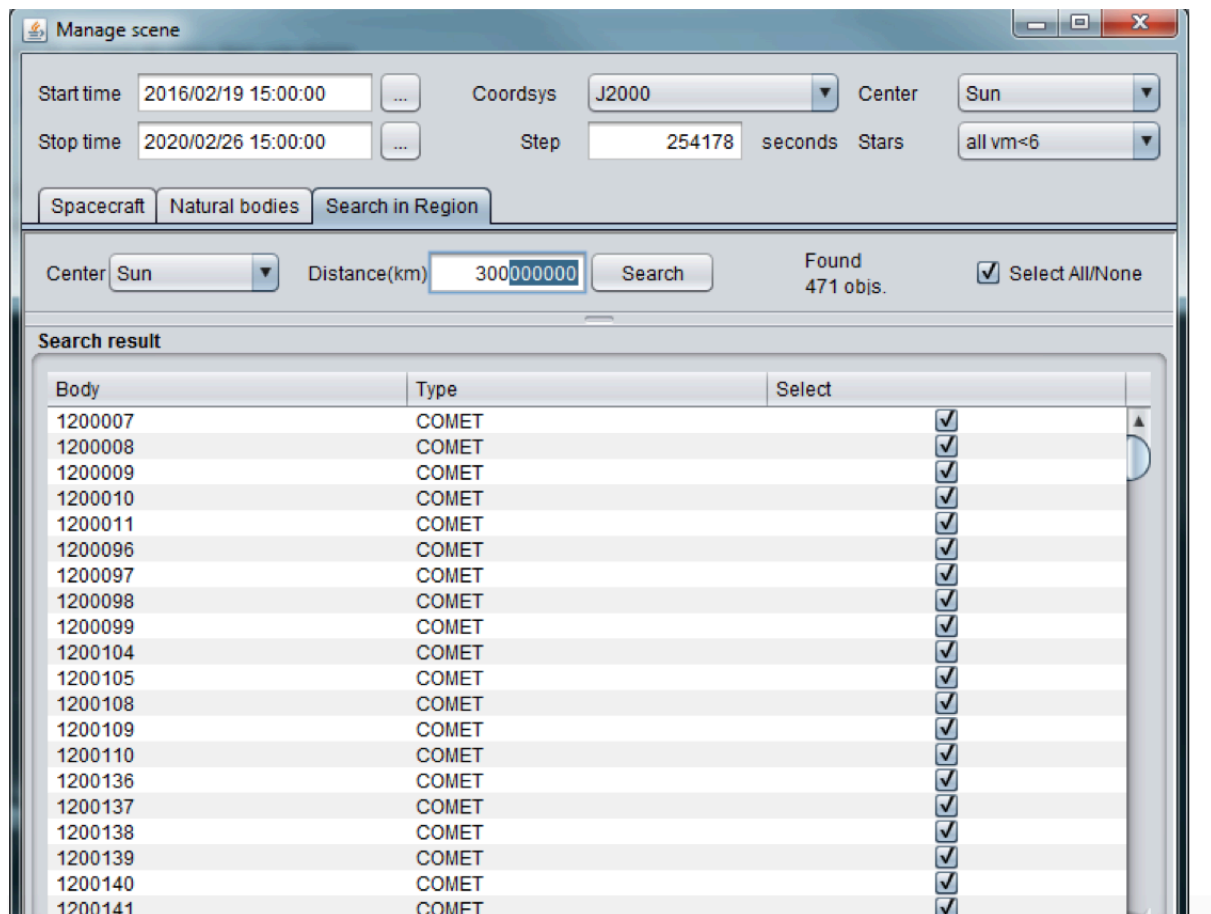 Manage scene
Start time 2016/02/19 15:00:00 ... Coordsys J2000 Center Sun
Stop time 2020/02/26 15:00:00 ... Step 254178 seconds Stars all vm<6
Spacecraft Natural bodies Search in Region
Center Sun Distance(km) 300000000 Search Found 471 objs. Select All/None
Search result
Body Type Select
1200007 COMET
1200008 COMET
1200009 COMET
1200010 COMET
1200011 COMET
1200096 COMET
1200097 COMET
1200098 COMET
1200099 COMET
1200104 COMET
1200105 COMET
1200108 COMET
1200109 COMET
1200110 COMET
1200136 COMET
1200137 COMET
1200138 COMET
1200139 COMET
1200140 COMET
1200141 COMET